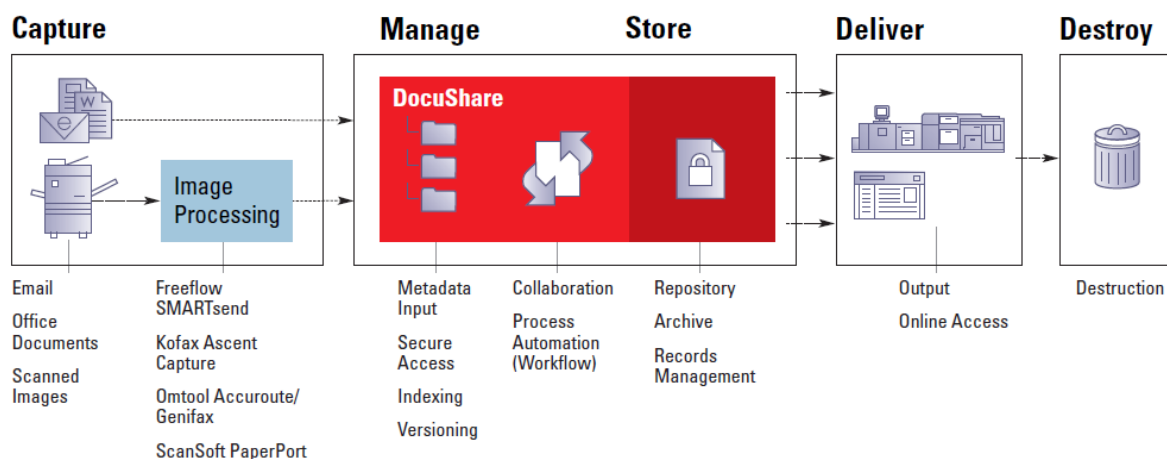 Capture
Manage
Store
Deliver
Destroy
DocuShare
W
e
Image
Processing
Email
Office
Documents
Scanned
Images
Freeflow
SMARTsend
Kofax Ascent
Capture
Omtool Accuroute/
Genifax
ScanSoft PaperPort
Metadata
Input
Secure
Access
Indexing
Versioning
Collaboration
Process
Automation
(Workflow)
Repository
Archive
Records
Management
Output
Online Access
Destruction